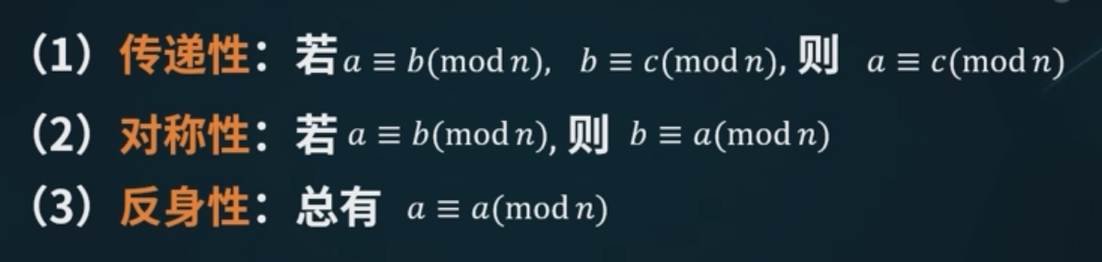 （1）传递性：若 a ≡ b(mod n), b ≡ c(mod n), 则 a ≡ c(mod n)
（2）对称性：若 a ≡ b(mod n), 则 b ≡ a(mod n)
（3）反身性：总有 a ≡ a(mod n)